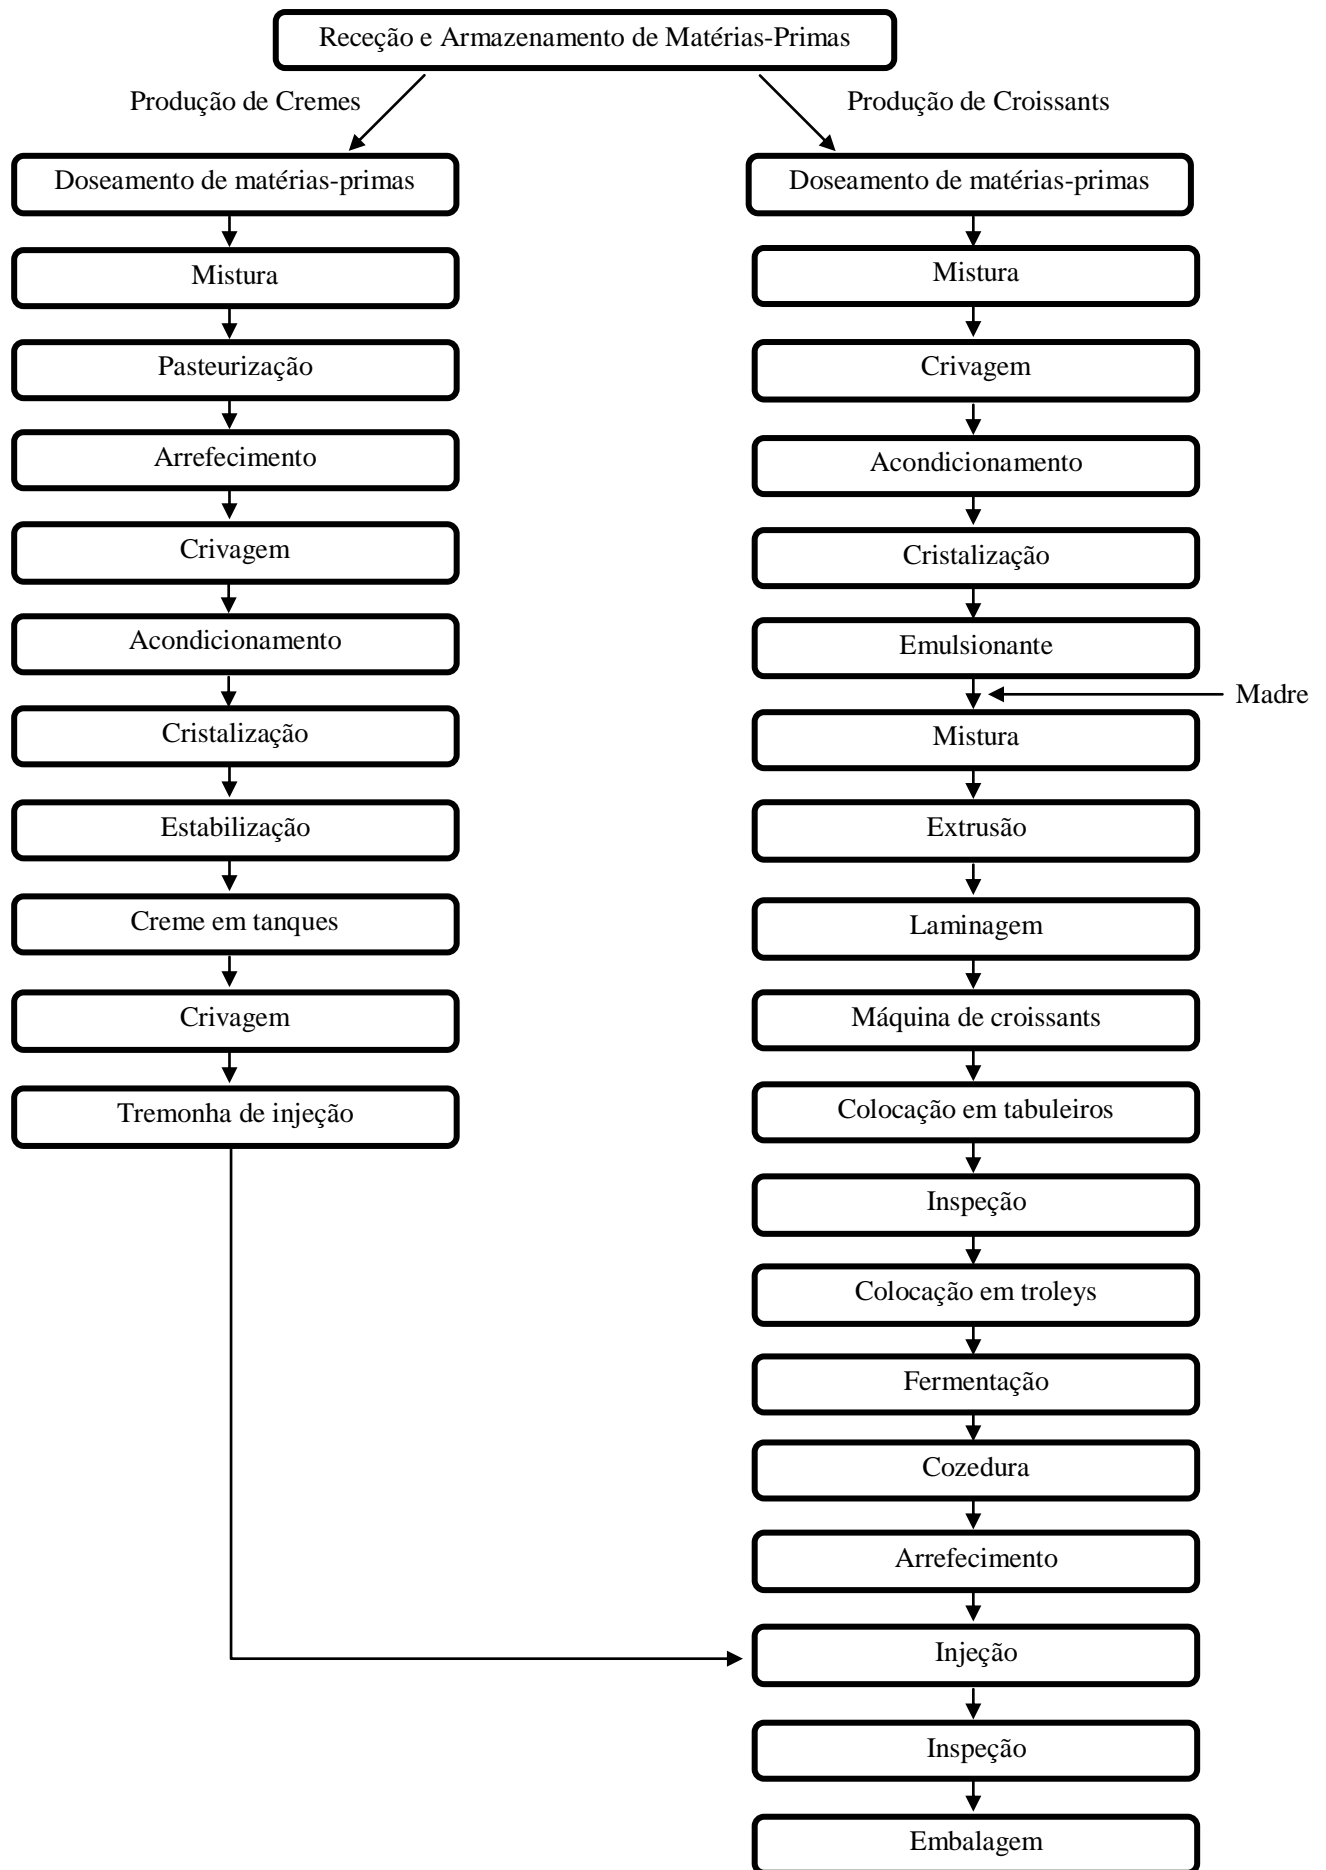 Receção e Armazenamento de Matérias-Primas
Produção de Cremes
Doseamento de matérias-primas
Mistura
Pasteurização
Arrefecimento
Crivagem
Acondicionamento
Cristalização
Estabilização
Creme em tanques
Crivagem
Tremonha de injeção
Produção de Croissants
Doseamento de matérias-primas
Mistura
Crivagem
Acondicionamento
Cristalização
Emulsionante
Madre
Mistura
Extrusão
Laminagem
Máquina de croissants
Colocação em tabuleiros
Inspeção
Colocação em troleys
Fermentação
Cozedura
Arrefecimento
Injeção
Inspeção
Embalagem